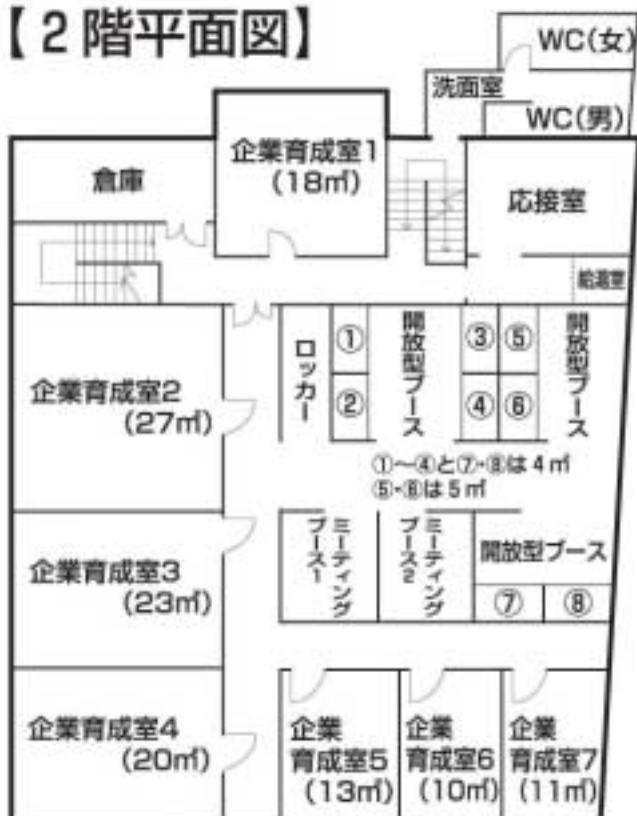 【2階平面図】
WC(女)
洗面室
WC(男)
企業育成室1
(18㎡)
倉庫
応接室
給湯室
企業育成室2
(27㎡)
ロッカー
①
②
開放型ブース
③
④
⑤
⑥
開放型ブース
①〜④と⑦・⑧は4㎡
⑤・⑥は5㎡
企業育成室3
(23㎡)
ミーティング
ブース1
ミーティング
ブース2
開放型ブース
⑦
⑧
企業育成室4
(20㎡)
企業
育成室5
(13㎡)
企業
育成室6
(10㎡)
企業
育成室7
(11㎡)